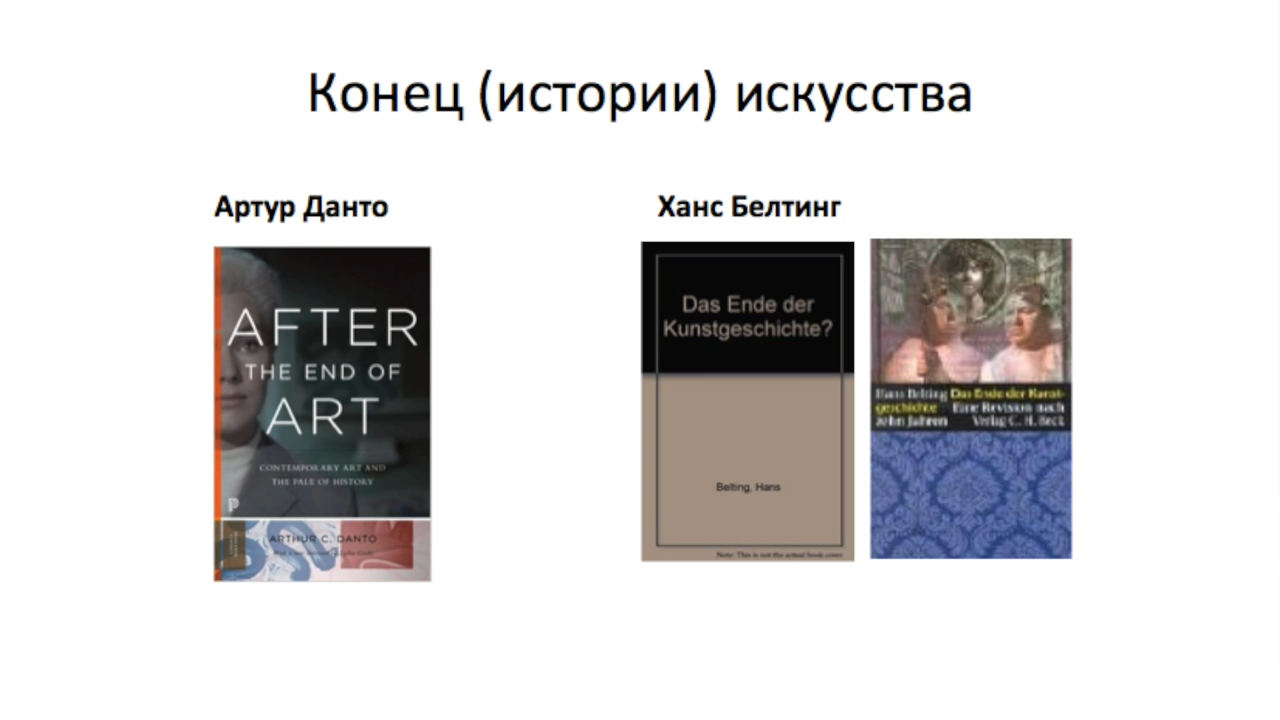 Конец (истории) искусства
Артур Данто
Ханс Белтинг
AFTER
THE END OF
ART
CONTEMPORARY ART AND
THE PALE OF HISTORY
ARTHUR C. DANTO
Das Ende der
Kunstgeschichte?
Belting, Hans
Note: This is not the actual book cover
Hans Belting Das Ende der Kunst-
geschichte Eine Revision nach
zehn Jahren Verlag C. H. Beck